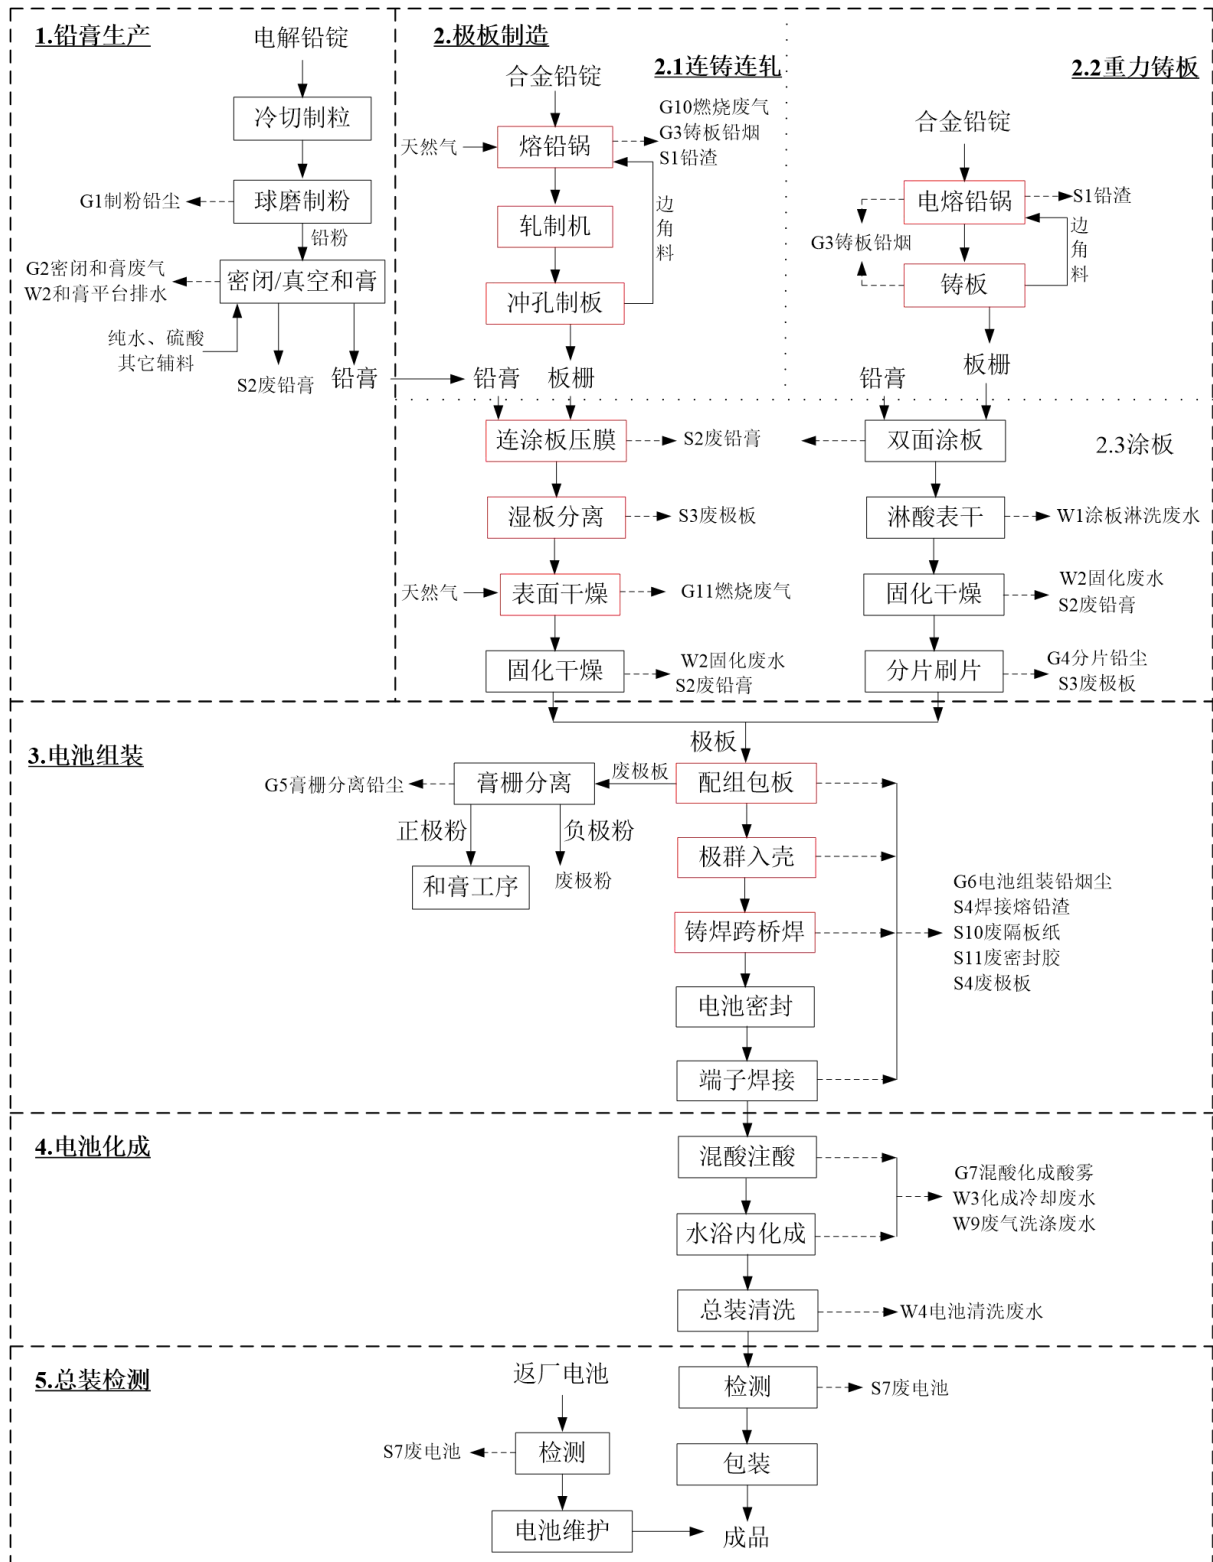 1.铅膏生产
电解铅锭
冷切制粒
球磨制粉
G1制粉铅尘
铅粉
密闭/真空和膏
G2密闭和膏废气
W2和膏平台排水
纯水、硫酸
其它辅料
S2废铅膏
铅膏
2.极板制造
2.1连铸连轧
合金铅锭
天然气
熔铅锅
G10燃烧废气
G3铸板铅烟
S1铅渣
轧制机
边角料
冲孔制板
铅膏
板栅
2.2重力铸板
合金铅锭
电熔铅锅
S1铅渣
G3铸板铅烟
边角料
铸板
铅膏
板栅
2.3涂板
连涂板压膜
S2废铅膏
双面涂板
湿板分离
S3废极板
淋酸表干
W1涂板淋洗废水
天然气
表面干燥
G11燃烧废气
固化干燥
W2固化废水
S2废铅膏
固化干燥
W2固化废水
S2废铅膏
分片刷片
G4分片铅尘
S3废极板
3.电池组装
极板
G5膏栅分离铅尘
膏栅分离
废极板
配组包板
正极粉
负极粉
和膏工序
废极粉
极群入壳
铸焊跨桥焊
G6电池组装铅烟尘
S4焊接熔铅渣
S10废隔板纸
S11废密封胶
S4废极板
电池密封
端子焊接
4.电池化成
混酸注酸
G7混酸化成酸雾
W3化成冷却废水
W9废气洗涤废水
水浴内化成
总装清洗
W4电池清洗废水
5.总装检测
返厂电池
检测
S7废电池
S7废电池
检测
包装
电池维护
成品